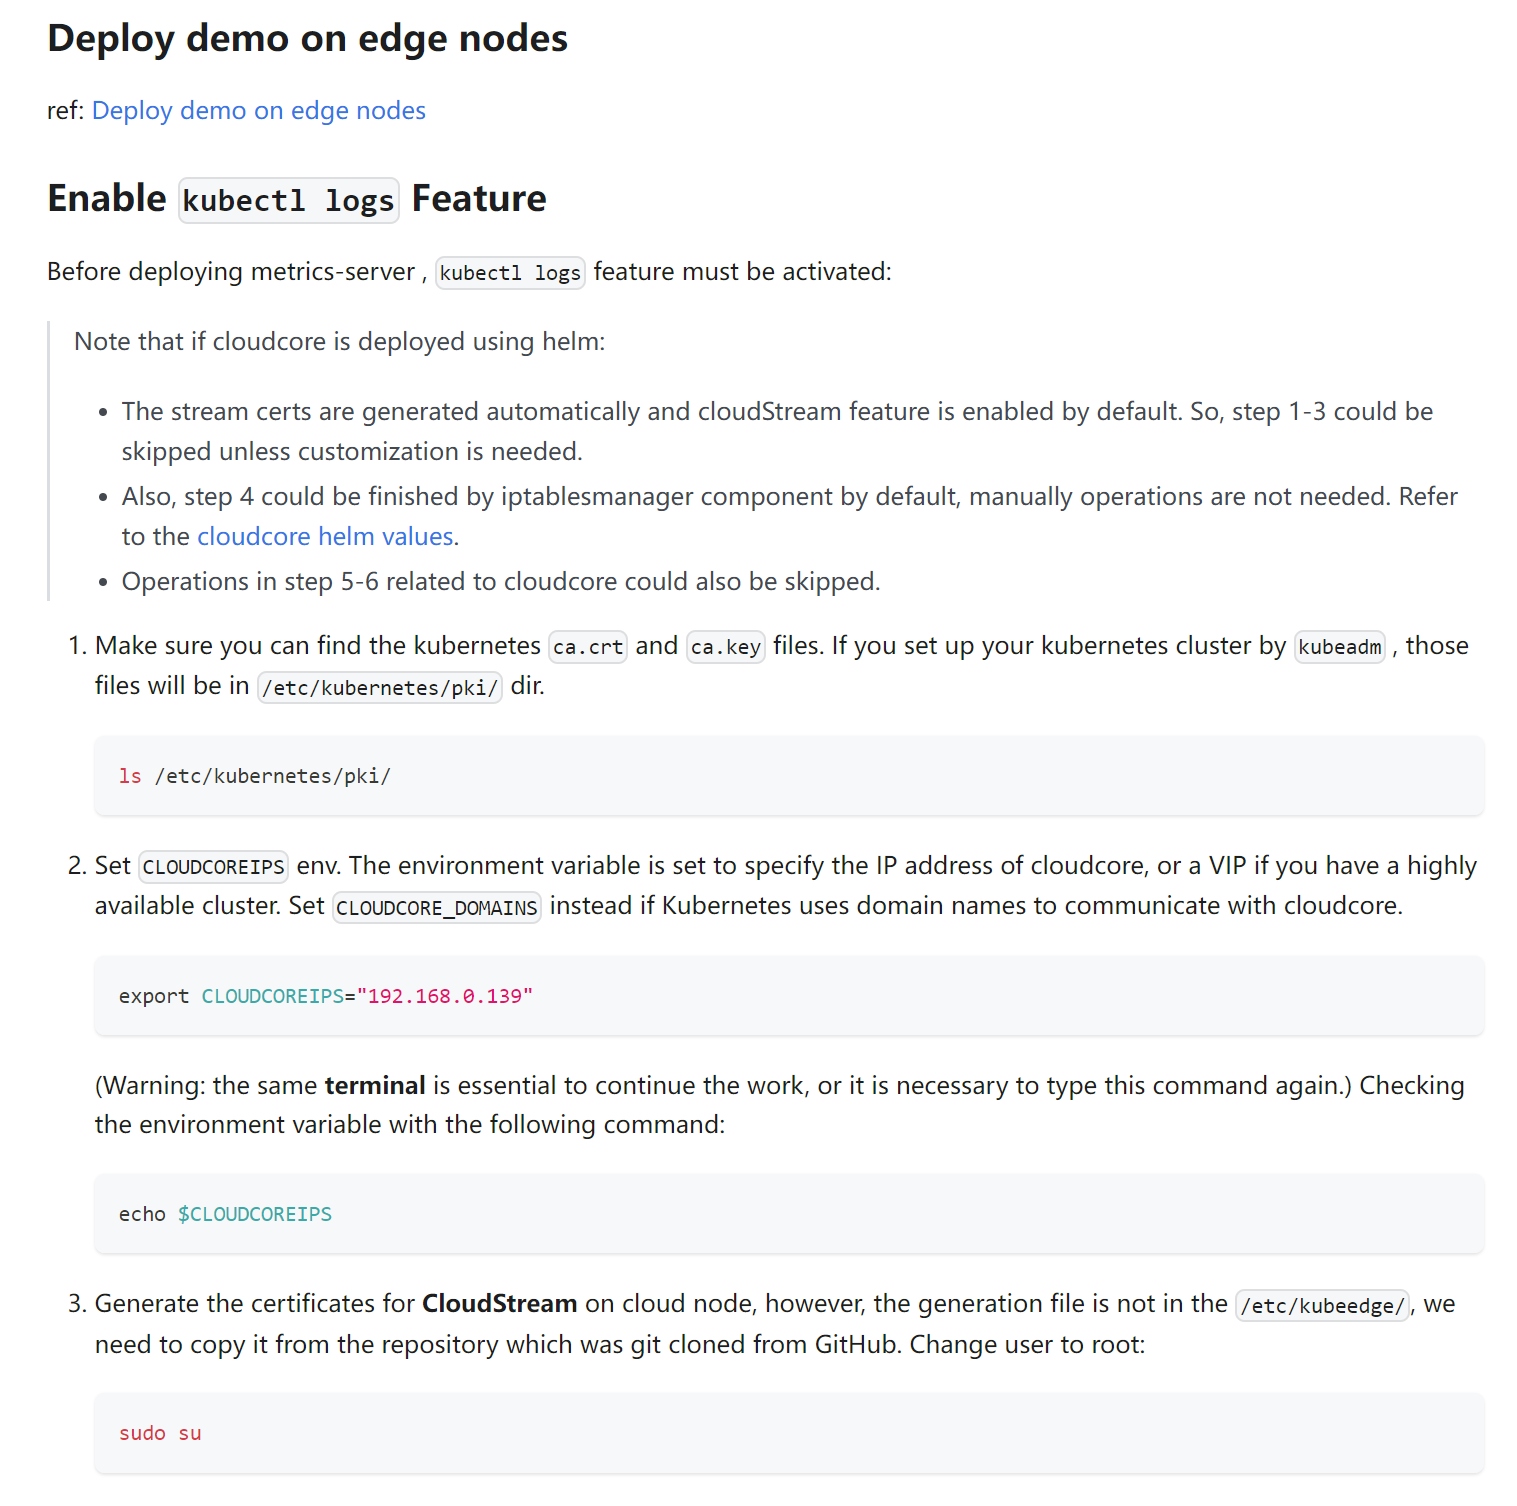 Deploy demo on edge nodes
ref: Deploy demo on edge nodes
Enable kubectl logs Feature
Before deploying metrics-server , kubectl logs feature must be activated:
Note that if cloudcore is deployed using helm:
• The stream certs are generated automatically and cloudStream feature is enabled by default. So, step 1-3 could be
skipped unless customization is needed.
• Also, step 4 could be finished by iptablesmanager component by default, manually operations are not needed. Refer
to the cloudcore helm values.
• Operations in step 5-6 related to cloudcore could also be skipped.
1. Make sure you can find the kubernetes ca.crt and ca.key files. If you set up your kubernetes cluster by kubeadm , those
files will be in /etc/kubernetes/pki/ dir.
ls /etc/kubernetes/pki/
2. Set CLOUDCOREIPS env. The environment variable is set to specify the IP address of cloudcore, or a VIP if you have a highly
available cluster. Set CLOUDCORE_DOMAINS instead if Kubernetes uses domain names to communicate with cloudcore.
export CLOUDCOREIPS="192.168.0.139"
(Warning: the same terminal is essential to continue the work, or it is necessary to type this command again.) Checking
the environment variable with the following command:
echo $CLOUDCOREIPS
3. Generate the certificates for CloudStream on cloud node, however, the generation file is not in the /etc/kubeedge/, we
need to copy it from the repository which was git cloned from GitHub. Change user to root:
sudo su